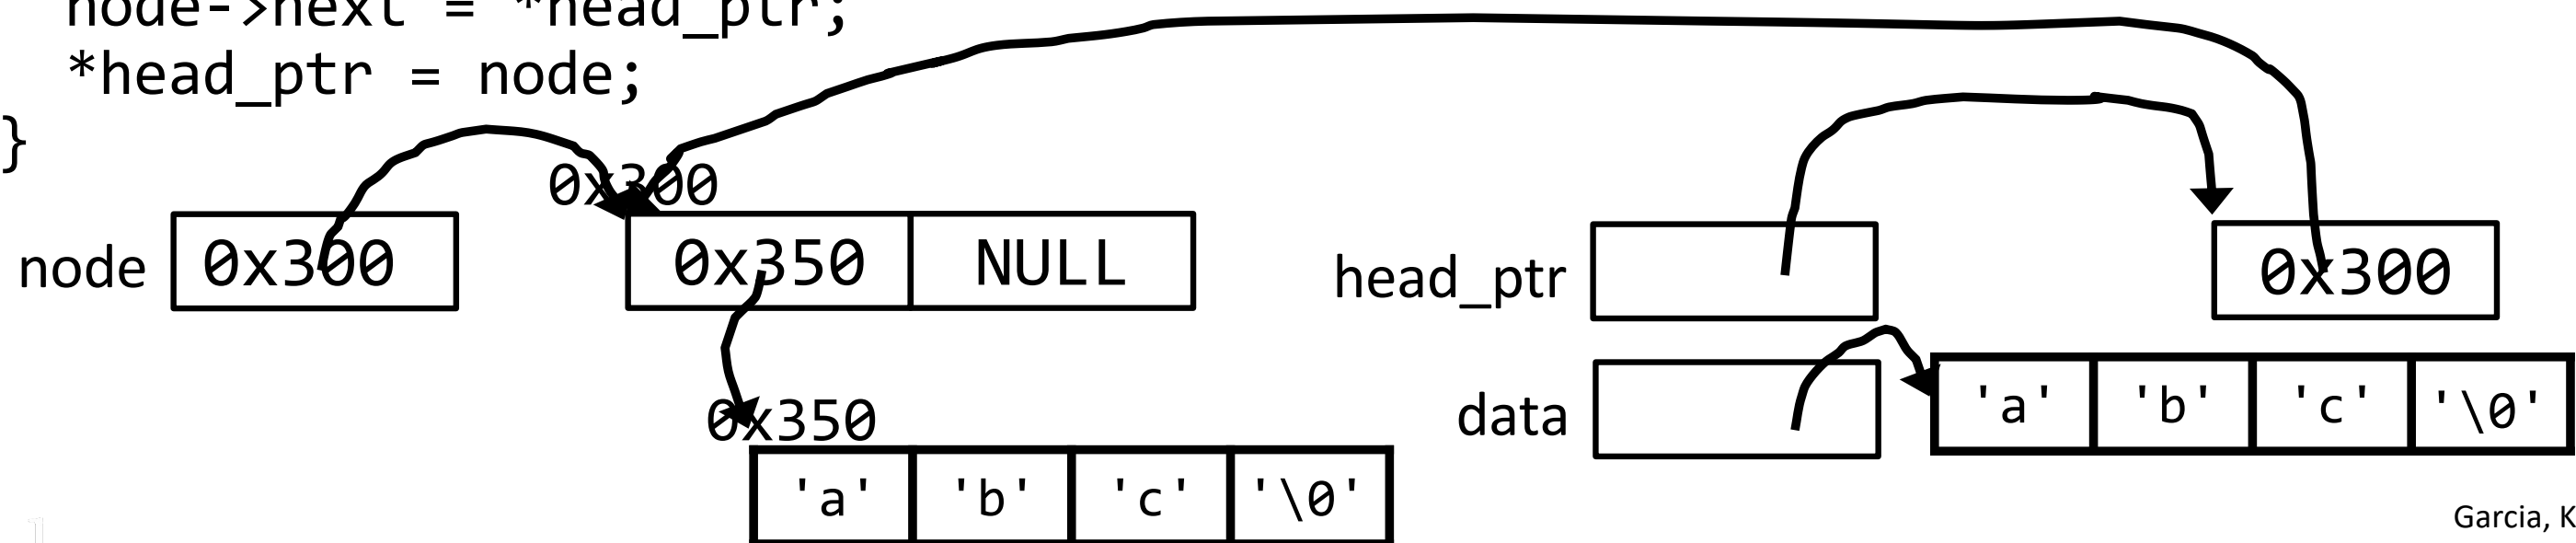 node->next = *head_ptr;
*head_ptr = node;
}
0x300
node 0x300 0x350 NULL head_ptr 0x300
0x350
data 'a' 'b' 'c' '\0'
'a' 'b' 'c' '\0'
Garcia, K